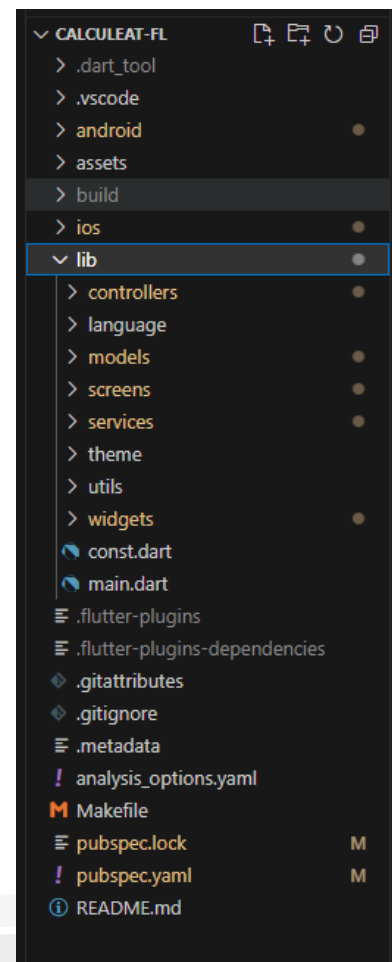 CALCULEAT-FL
.dart_tool
.vscode
android
assets
build
ios
lib
controllers
language
models
screens
services
theme
utils
widgets
const.dart
main.dart
.flutter-plugins
.flutter-plugins-dependencies
.gitattributes
.gitignore
.metadata
! analysis_options.yaml
M Makefile
pubspec.lock M
! pubspec.yaml M
README.md